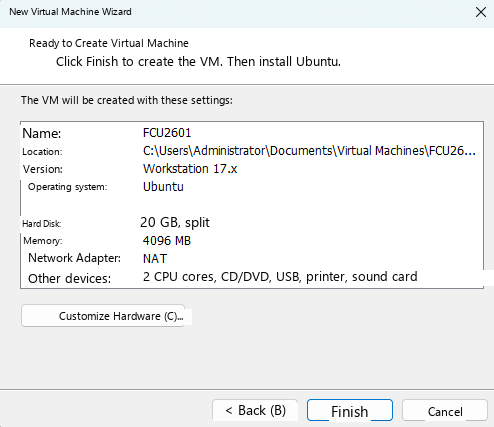 New Virtual Machine Wizard
Ready to Create Virtual Machine
Click Finish to create the VM. Then install Ubuntu.
The VM will be created with these settings:
Name: FCU2601
Location: C:\Users\Administrator\Documents\Virtual Machines\FCU26...
Version: Workstation 17.x
Operating system: Ubuntu
Hard Disk: 20 GB, split
Memory: 4096 MB
Network Adapter: NAT
Other devices: 2 CPU cores, CD/DVD, USB, printer, sound card
Customize Hardware (C)...
< Back (B) Finish Cancel